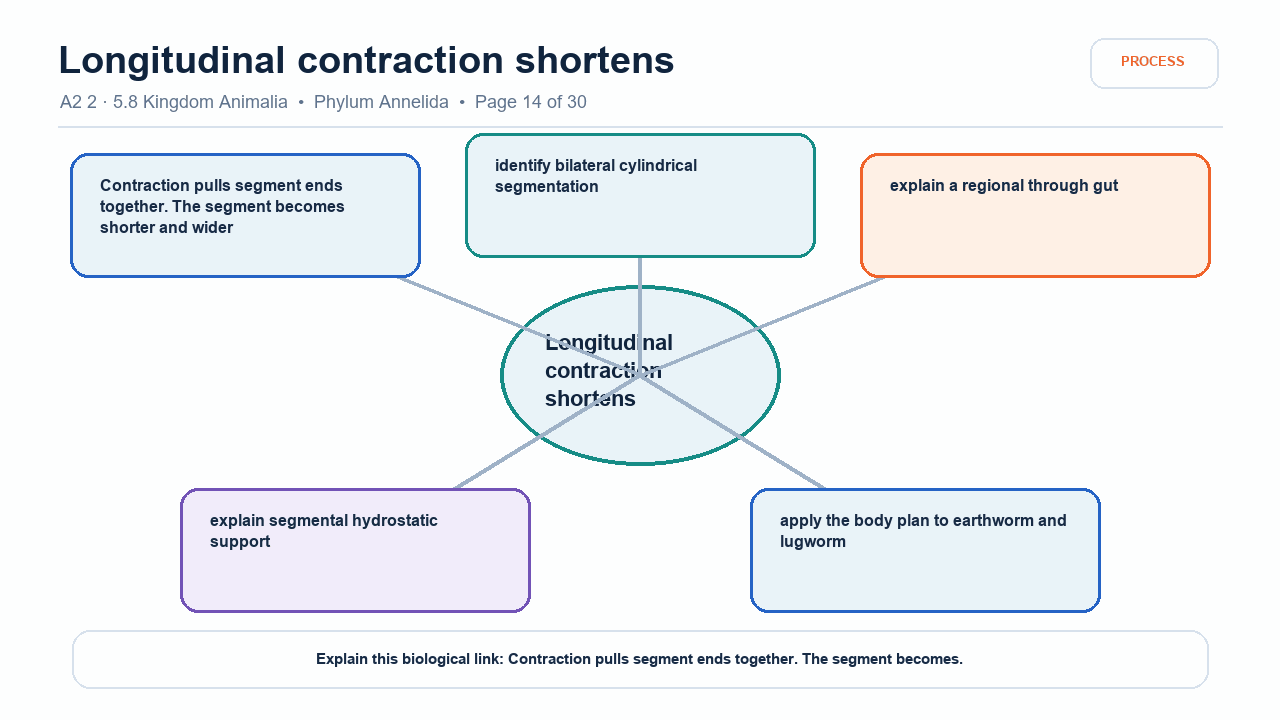 Longitudinal contraction shortens
PROCESS
A2 2 · 5.8 Kingdom Animalia • Phylum Annelida • Page 14 of 30
Contraction pulls segment ends
together. The segment becomes
shorter and wider
identify bilateral cylindrical
segmentation
explain a regional through gut
Longitudinal
contraction
shortens
explain segmental hydrostatic
support
apply the body plan to earthworm and
lugworm
Explain this biological link: Contraction pulls segment ends together. The segment becomes.